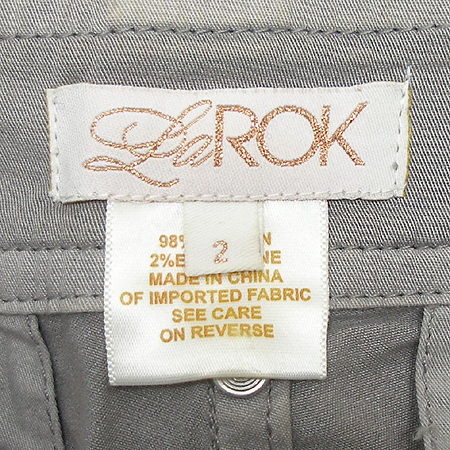 LaROK
2
98%
2%
MADE IN CHINA
OF IMPORTED FABRIC
SEE CARE
ON REVERSE